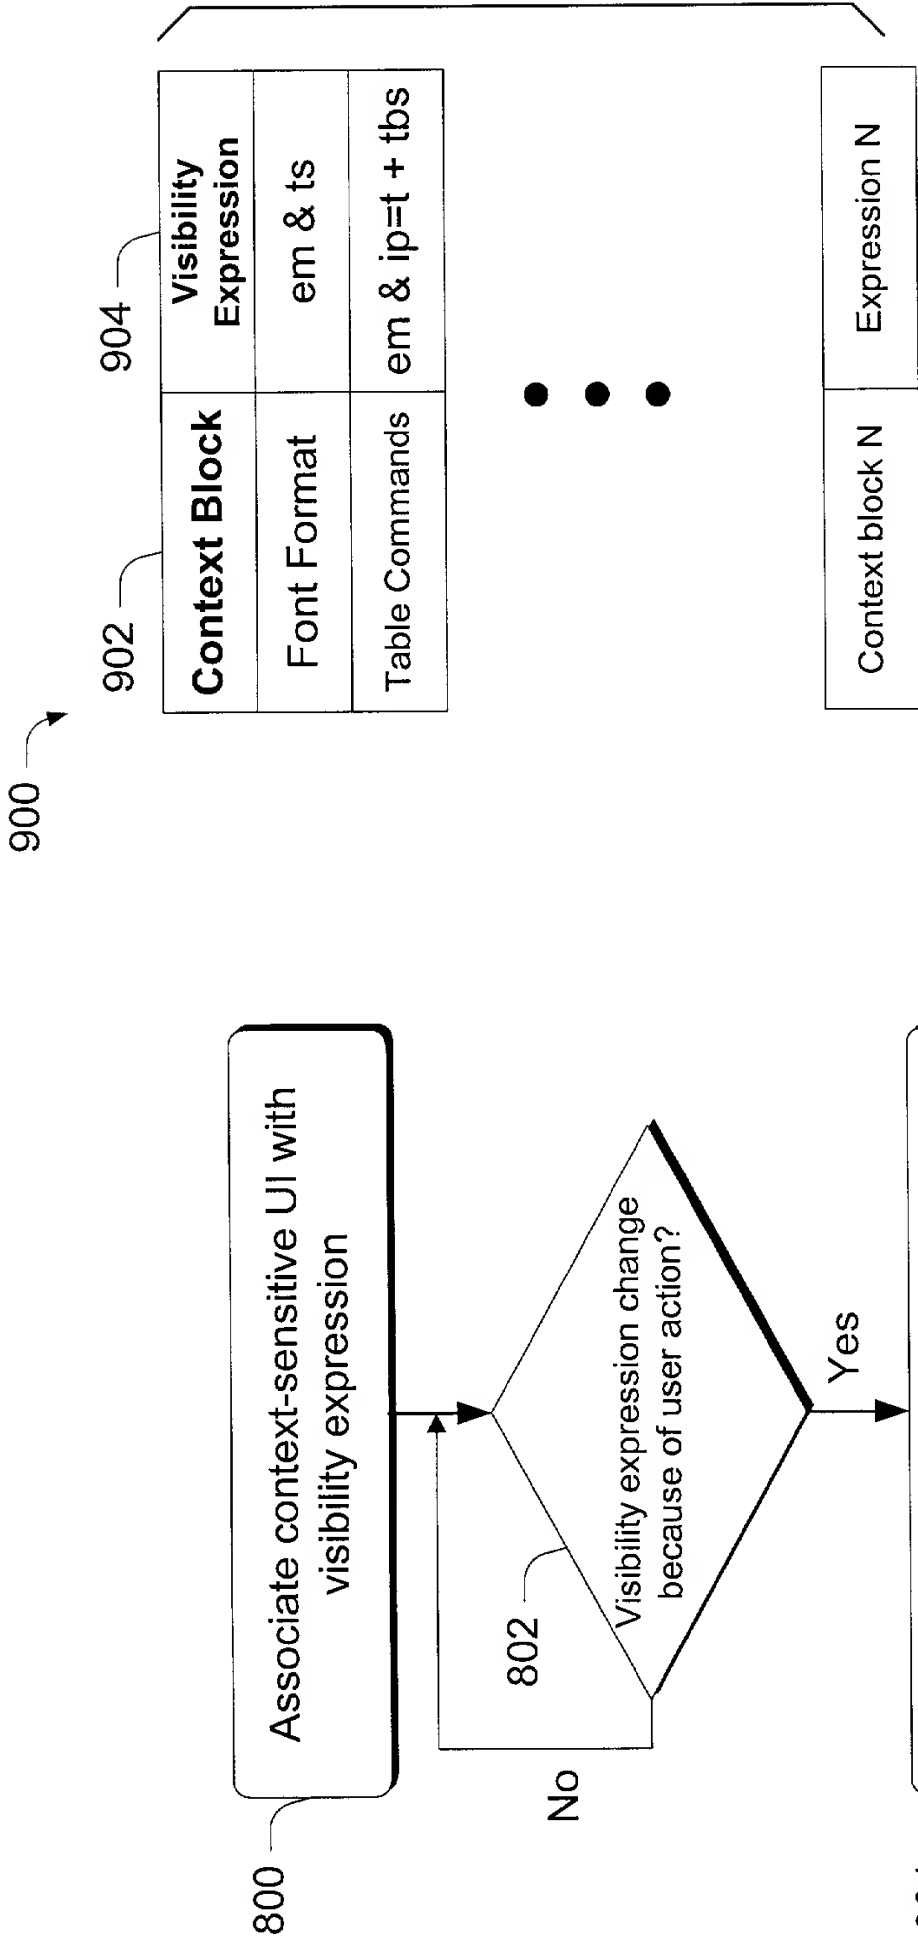 800
Associate context-sensitive UI with
visibility expression
802
Visibility expression change
because of user action?
No
Yes
900
902
904
Context Block
Visibility
Expression
Font Format
em & ts
Table Commands
em & ip=t + tbs
Context block N
Expression N